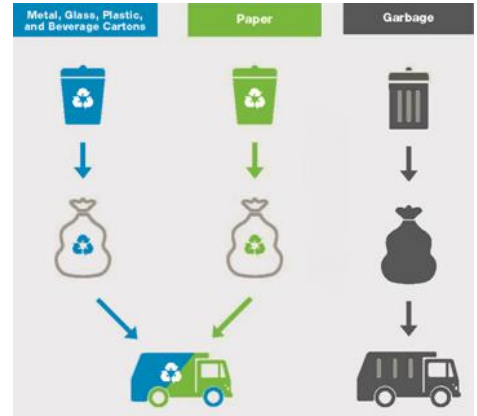 Metal, Glass, Plastic,
and Beverage Cartons
Paper
Garbage